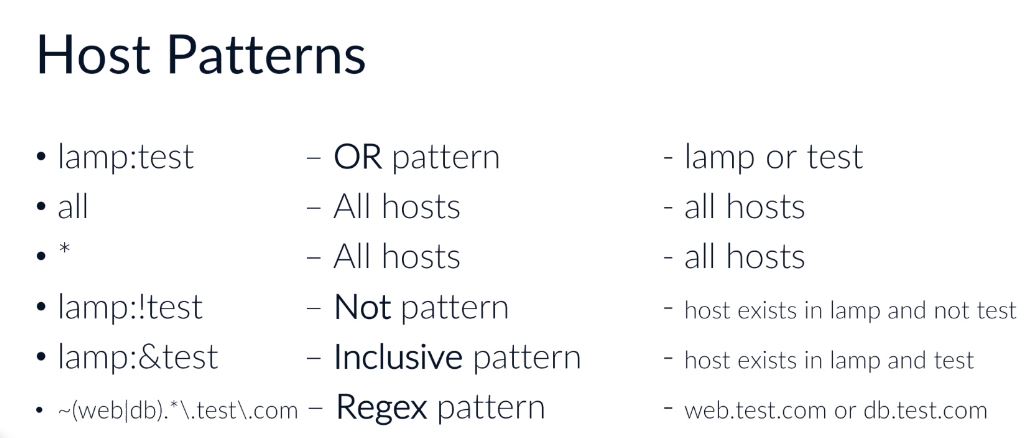 Host Patterns
• lamp:test – OR pattern - lamp or test
• all – All hosts - all hosts
• * – All hosts - all hosts
• lamp:!test – Not pattern - host exists in lamp and not test
• lamp:&test – Inclusive pattern - host exists in lamp and test
• ~(web|db).*\.test\.com – Regex pattern - web.test.com or db.test.com